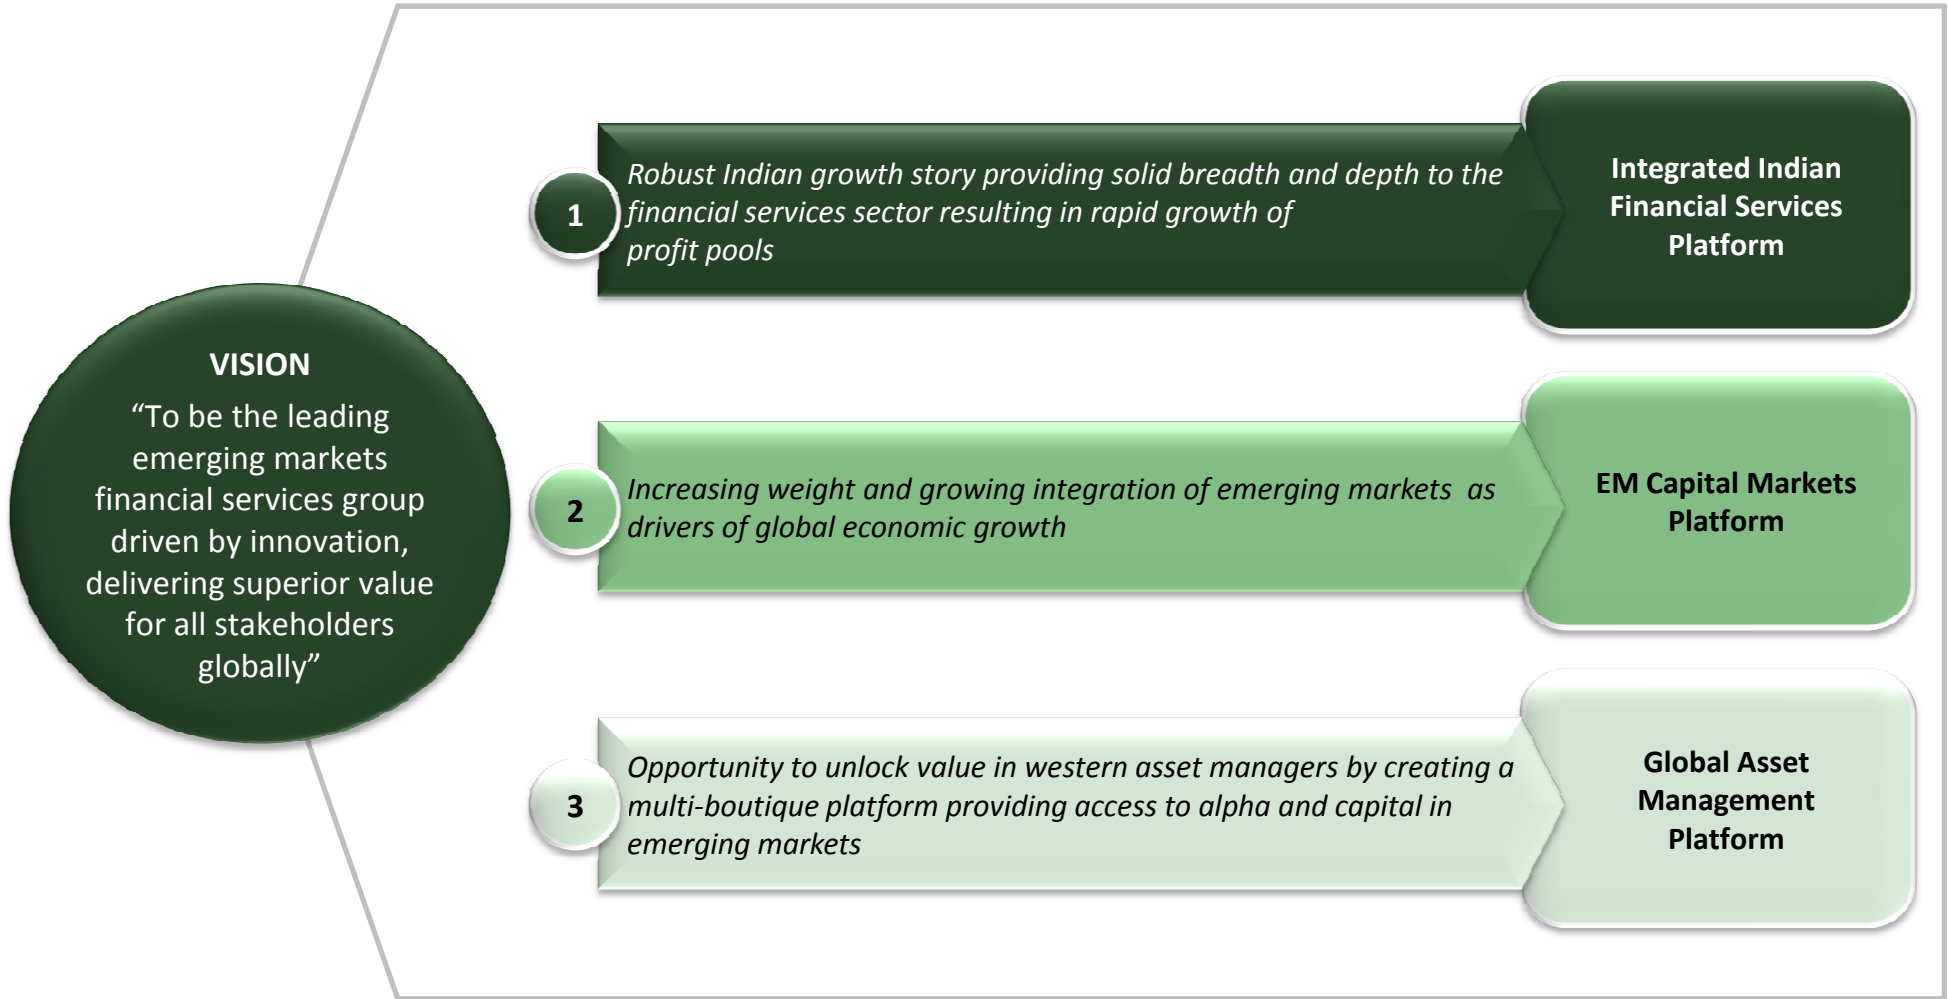 VISION
“To be the leading
emerging markets
financial services group
driven by innovation,
delivering superior value
for all stakeholders
globally”
1
Robust Indian growth story providing solid breadth and depth to the
financial services sector resulting in rapid growth of
profit pools
Integrated Indian
Financial Services
Platform
2
Increasing weight and growing integration of emerging markets  as
drivers of global economic growth
EM Capital Markets
Platform
3
Opportunity to unlock value in western asset managers by creating a
multi-boutique platform providing access to alpha and capital in
emerging markets
Global Asset
Management
Platform